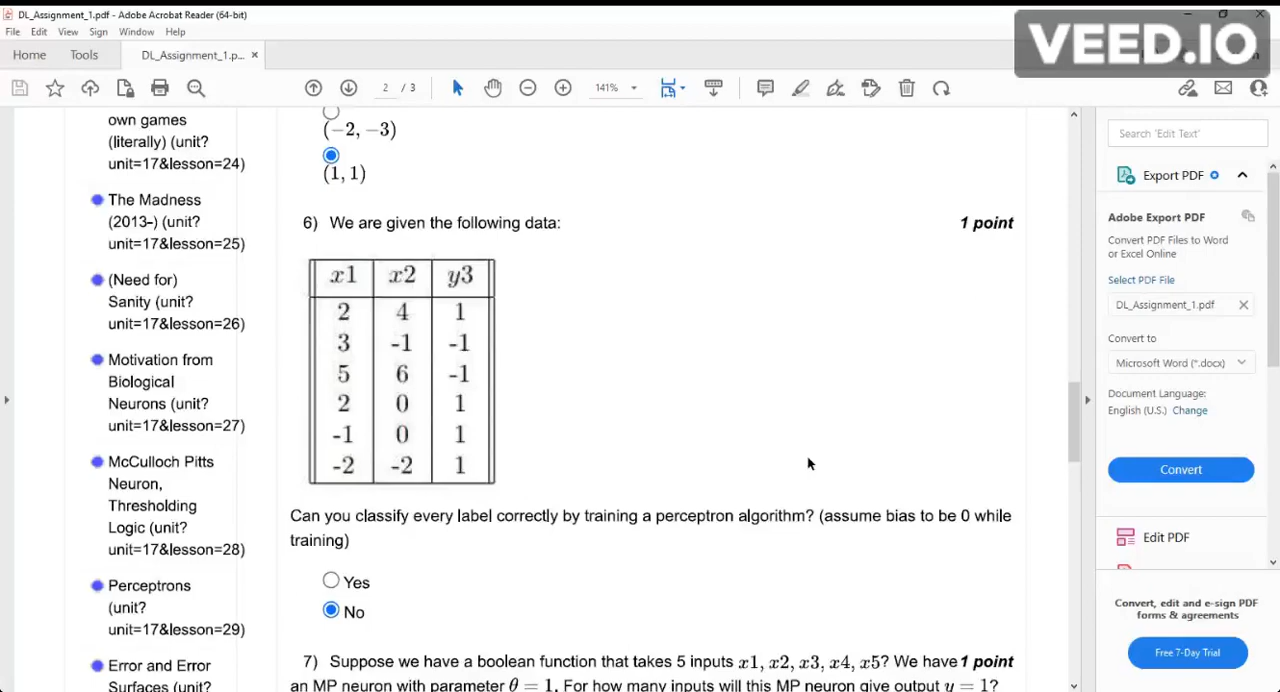 DL_Assignment_1.pdf - Adobe Acrobat Reader (64-bit)
VEED.IO
File Edit View Sign Window Help
Home Tools DL_Assignment_1.p... ×
2 / 3 141%
own games
(literally) (unit?
unit=17&lesson=24)
The Madness
(2013-) (unit?
unit=17&lesson=25)
(Need for)
Sanity (unit?
unit=17&lesson=26)
Motivation from
Biological
Neurons (unit?
unit=17&lesson=27)
McCulloch Pitts
Neuron,
Thresholding
Logic (unit?
unit=17&lesson=28)
Perceptrons
(unit?
unit=17&lesson=29)
Error and Error
Surfaces (unit?
(−2, −3)
(1, 1)
6) We are given the following data: 1 point
x1 x2 y3
2 4 1
3 -1 -1
5 6 -1
2 0 1
-1 0 1
-2 -2 1
Can you classify every label correctly by training a perceptron algorithm? (assume bias to be 0 while
training)
Yes
No
7) Suppose we have a boolean function that takes 5 inputs x1, x2, x3, x4, x5? We have 1 point
an MP neuron with parameter θ = 1. For how many inputs will this MP neuron give output y = 1?
Search 'Edit Text'
Export PDF
Adobe Export PDF
Convert PDF Files to Word
or Excel Online
Select PDF File
DL_Assignment_1.pdf
Convert to
Microsoft Word (*.docx)
Document Language:
English (U.S.) Change
Convert
Edit PDF
Convert, edit and e-sign PDF
forms & agreements
Free 7-Day Trial